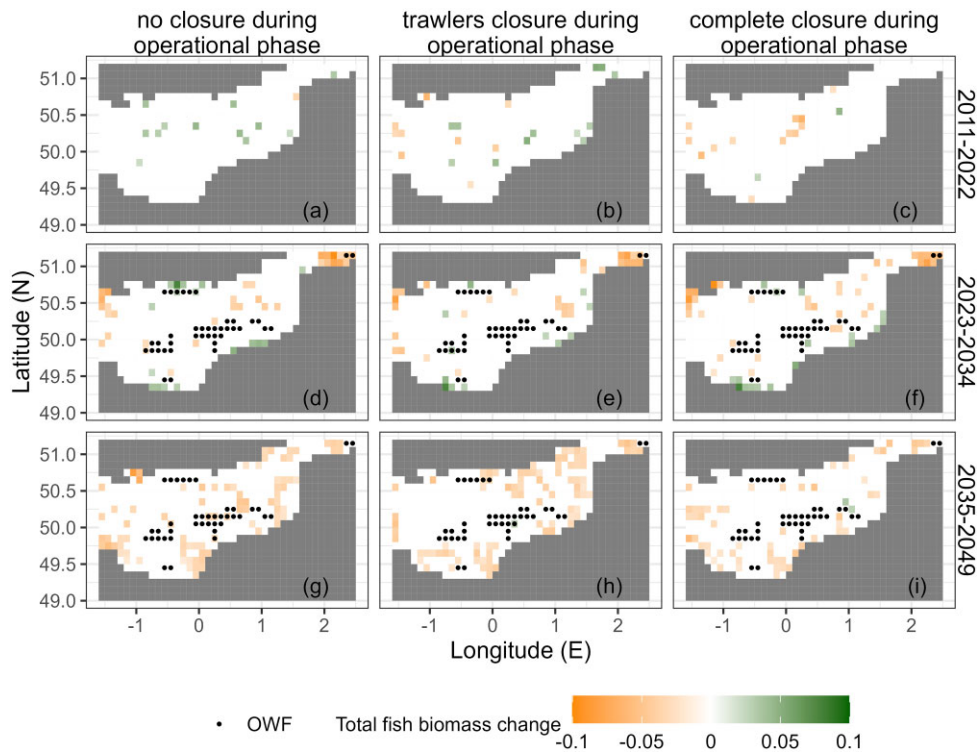 no closure during
operational phase
trawlers closure during
operational phase
complete closure during
operational phase
51.0
50.5
50.0
49.5
49.0
(a)
(b)
(c)
2011-2022
51.0
50.5
50.0
49.5
49.0
(d)
(e)
(f)
2023-2034
51.0
50.5
50.0
49.5
49.0
(g)
(h)
(i)
2035-2049
Latitude (N)
-1 0 1 2
-1 0 1 2
-1 0 1 2
Longitude (E)
OWF
Total fish biomass change
-0.1 -0.05 0 0.05 0.1